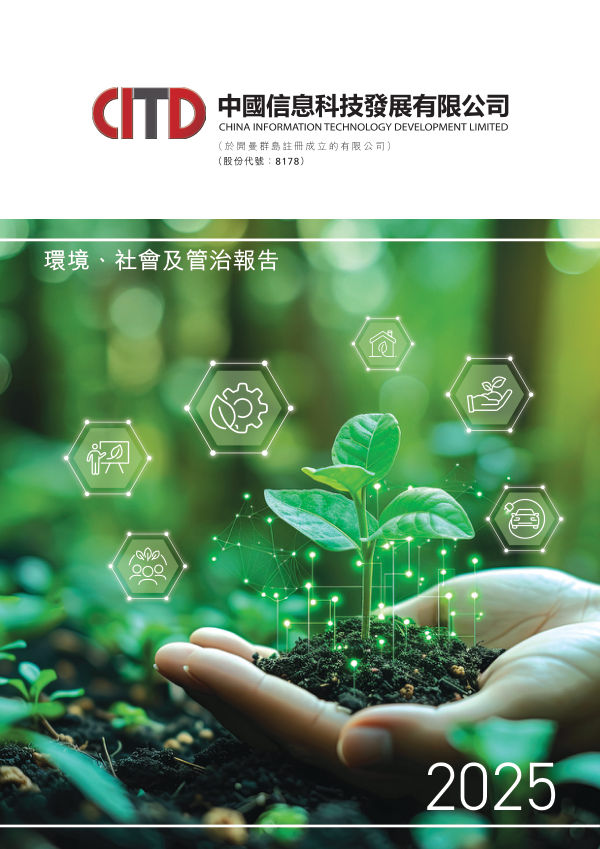 CITD
中國信息科技發展有限公司
CHINA INFORMATION TECHNOLOGY DEVELOPMENT LIMITED
（於開曼群島註冊成立的有限公司）
（股份代號：8178）
環境、社會及管治報告
2025